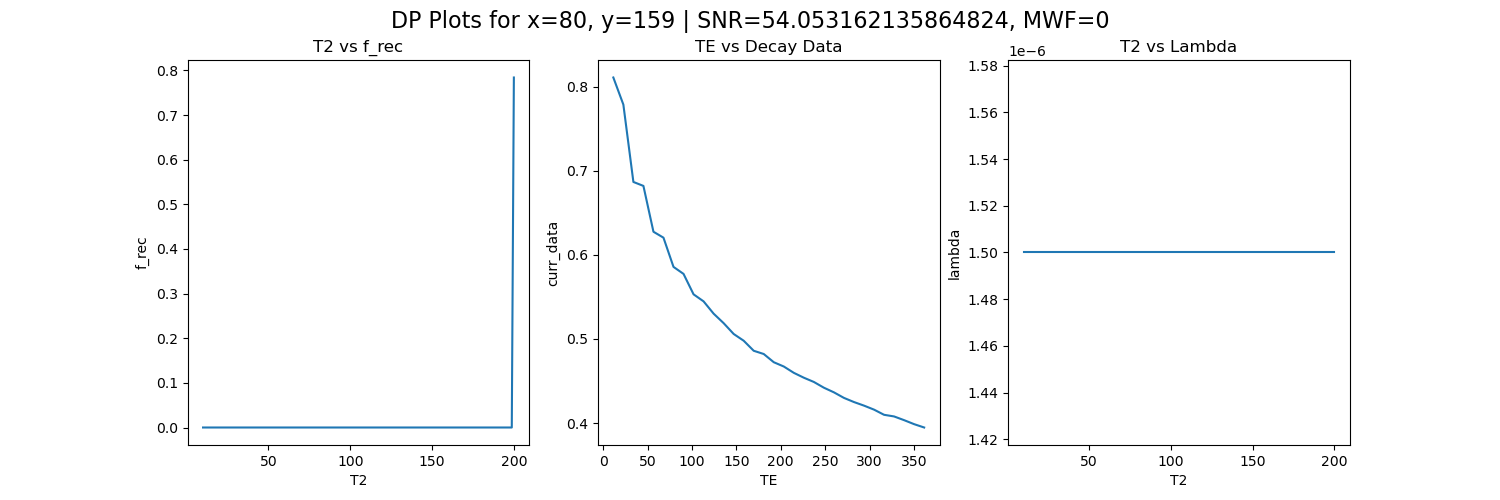 DP Plots for x=80, y=159 | SNR=54.053162135864824, MWF=0
T2 vs f_rec
0.8
0.7
0.6
0.5
0.4
0.3
0.2
0.1
0.0
f_rec
50 100 150 200
T2
TE vs Decay Data
0.8
0.7
0.6
0.5
0.4
curr_data
0 50 100 150 200 250 300 350
TE
T2 vs Lambda
1e−6
1.58
1.56
1.54
1.52
1.50
1.48
1.46
1.44
1.42
lambda
50 100 150 200
T2